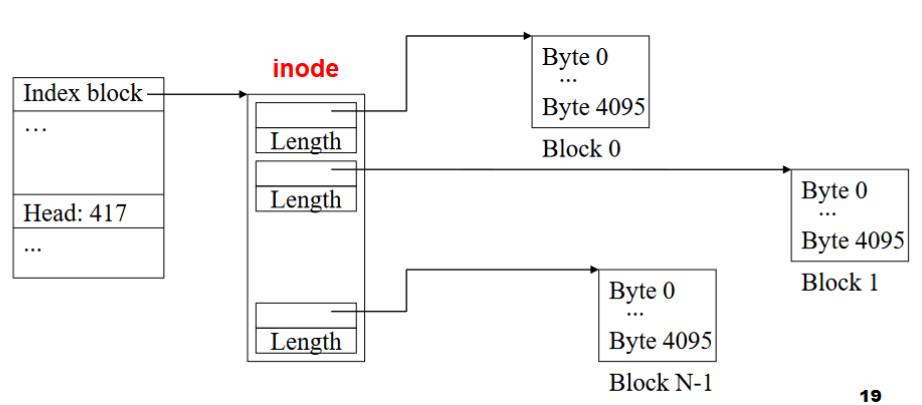 inode
Index block
...
Head: 417
...
Length
Length
Length
Byte 0
...
Byte 4095
Block 0
Byte 0
...
Byte 4095
Block 1
Byte 0
...
Byte 4095
Block N-1
19